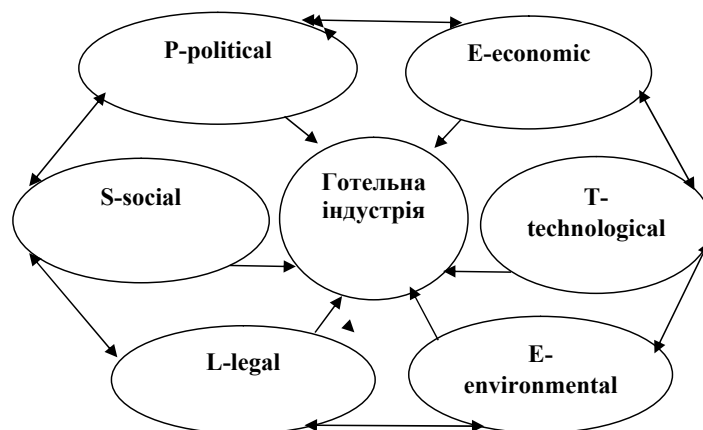 P-political
E-economic
S-social
Готельна
індустрія
T-
technological
L-legal
E-
environmental